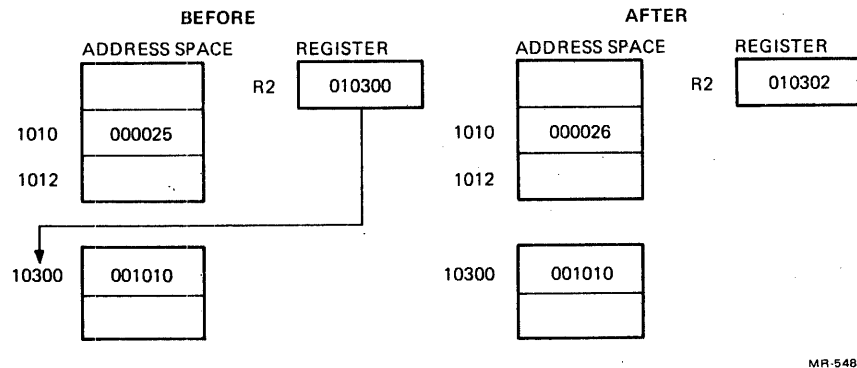 BEFORE AFTER
ADDRESS SPACE REGISTER ADDRESS SPACE REGISTER
R2 010300 R2 010302
1010 000025 1010 000026
1012 1012
10300 001010 10300 001010
MR-548